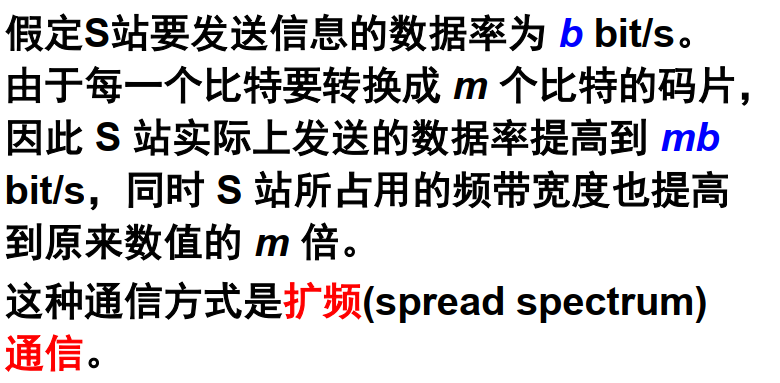 假定S站要发送信息的数据率为 b bit/s。
由于每一个比特要转换成 m 个比特的码片，
因此 S 站实际上发送的数据率提高到 mb
bit/s，同时 S 站所占用的频带宽度也提高
到原来数值的 m 倍。
这种通信方式是扩频(spread spectrum)
通信。